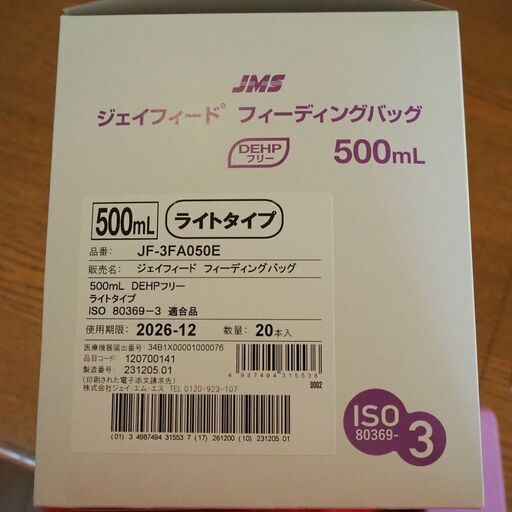 JMS
ジェイフィード® フィーディングバッグ
DEHP
フリー
500mL
500mL ライトタイプ
品番: JF-3FA050E
販売名: ジェイフィード フィーディングバッグ
500mL DEHPフリー
ライトタイプ
ISO 80369-3 適合品
使用期限: 2026-12 数量: 20本入
医療機器届出番号: 34B1X00001000076
品目コード: 120700141
製造番号: 231205.01
(印刷された電子添文請求先)
株式会社ジェイ・エム・エス TEL 0120-923-107
4987494315538
0002
(01) 3 4987494 31553 7 (17) 261200 (10) 231205 01
ISO
80369-
3